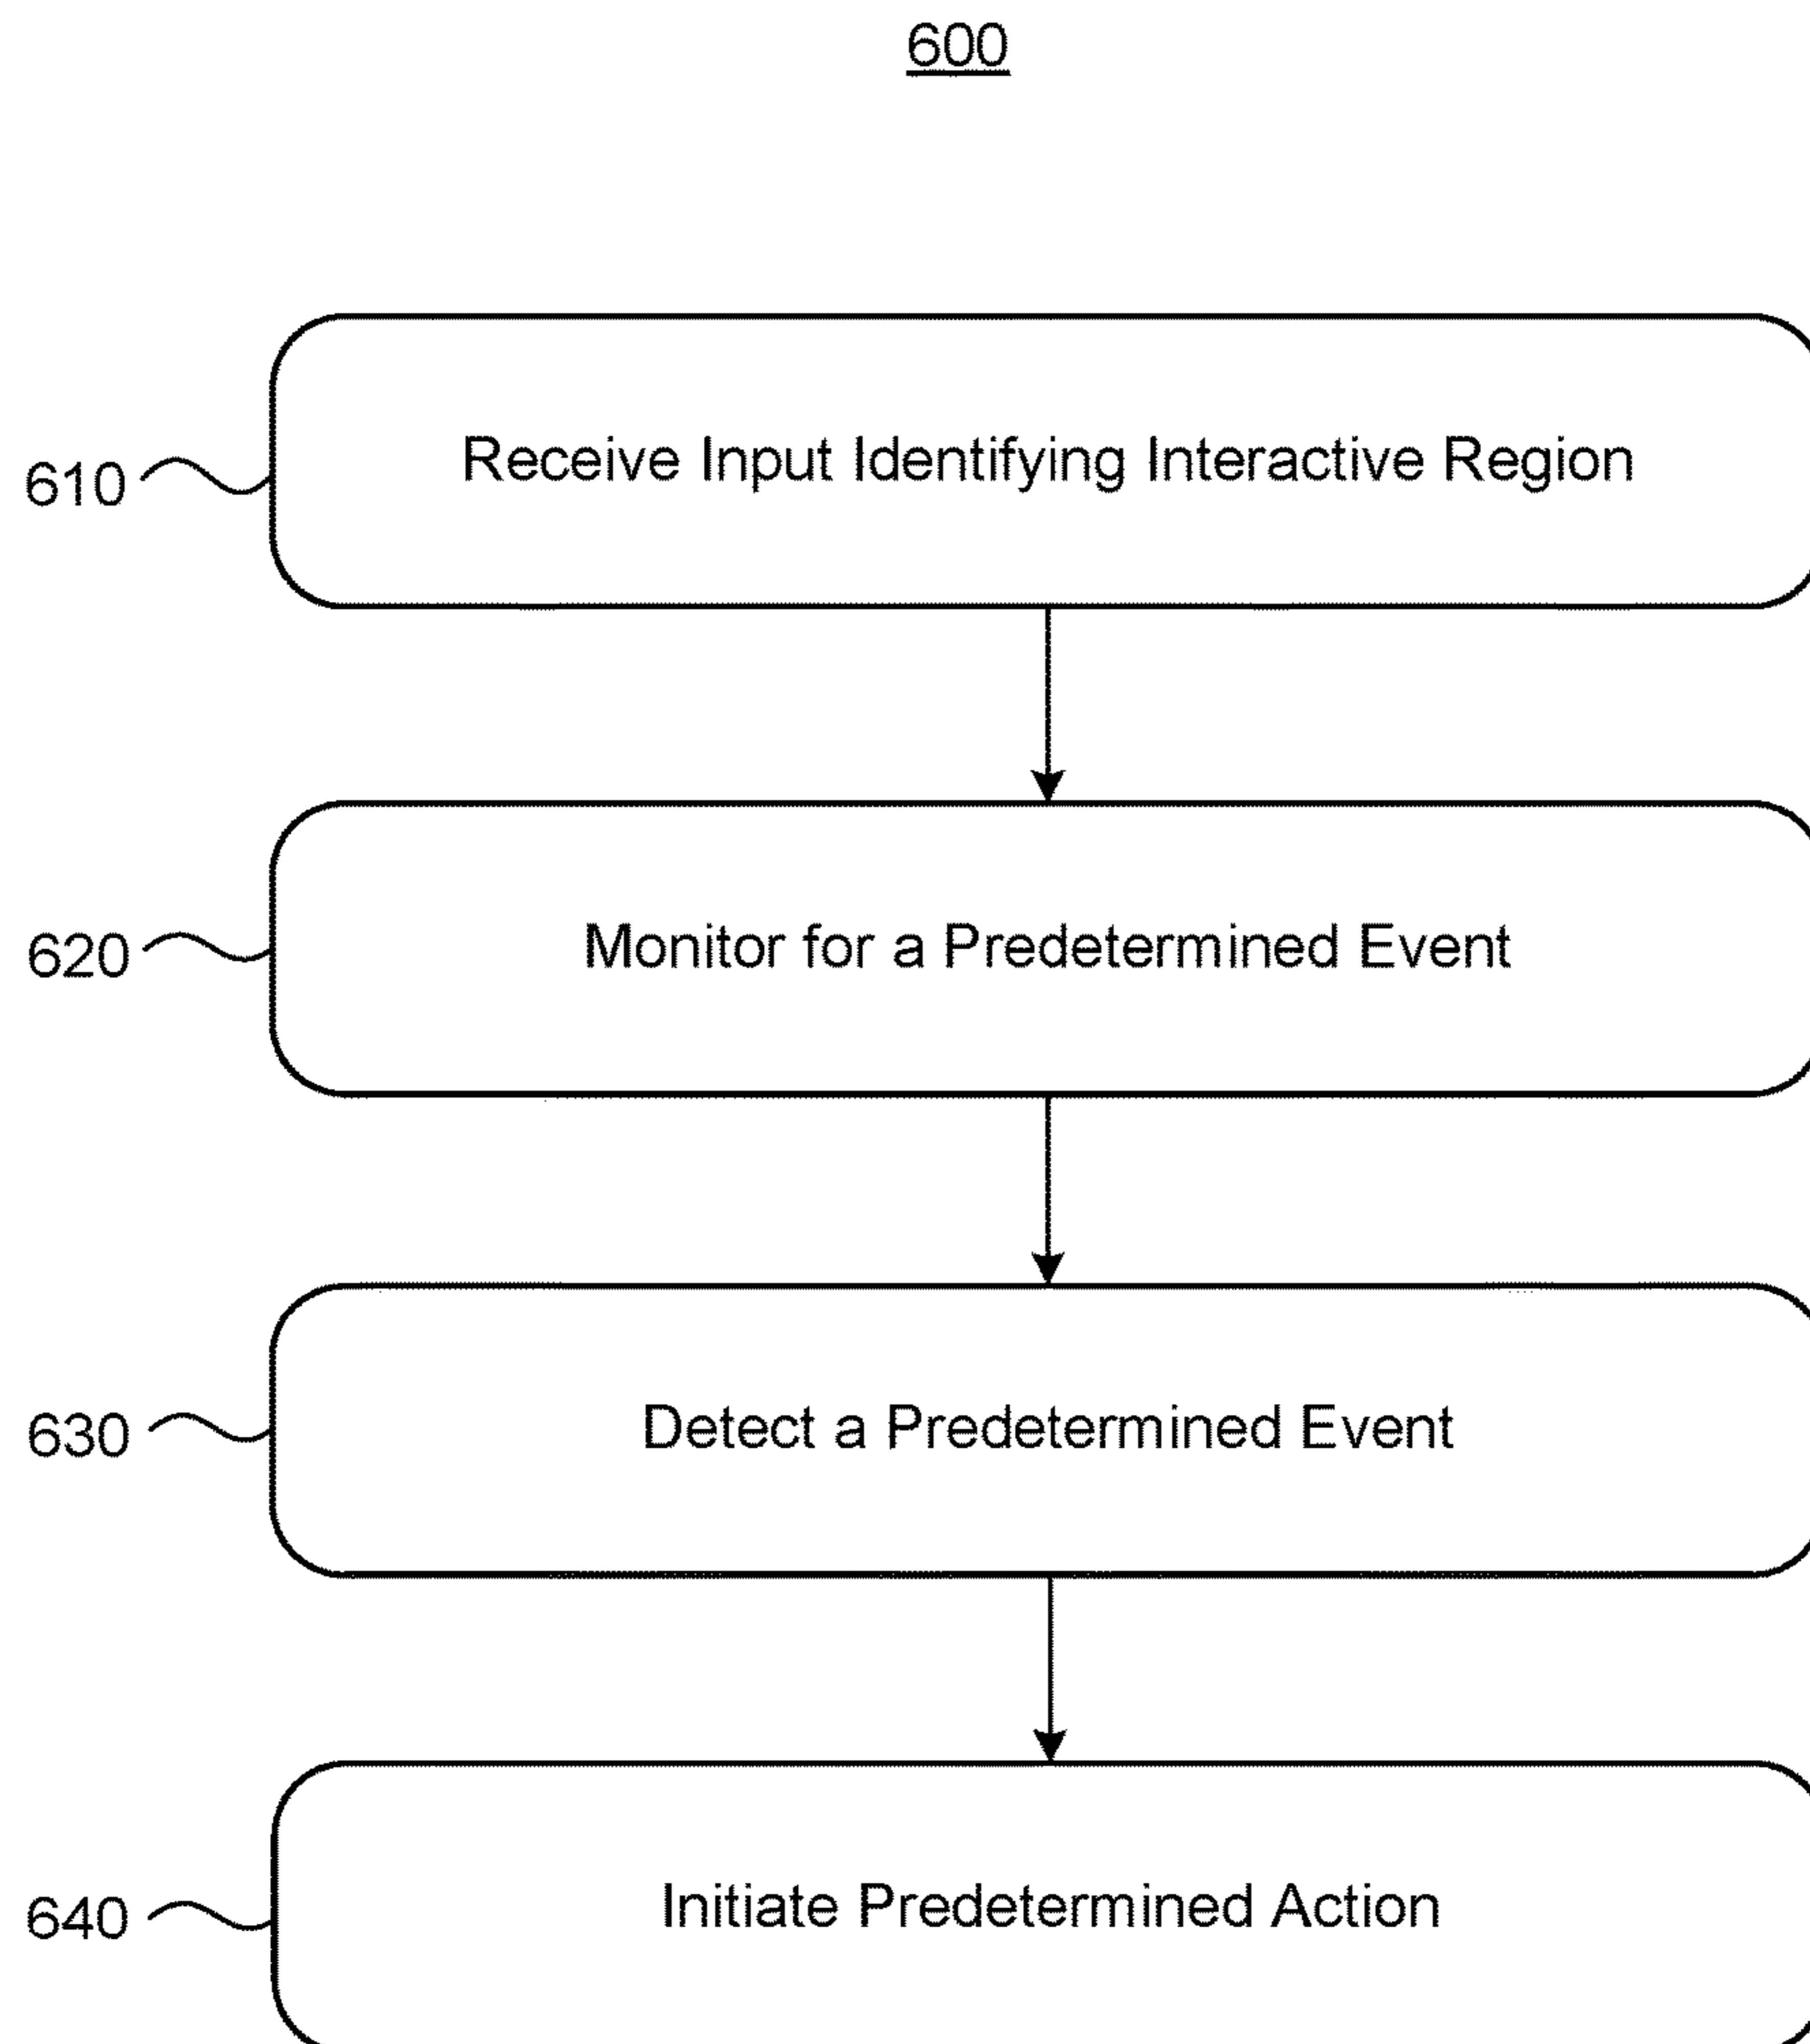 600
610 Receive Input Identifying Interactive Region
620 Monitor for a Predetermined Event
630 Detect a Predetermined Event
640 Initiate Predetermined Action